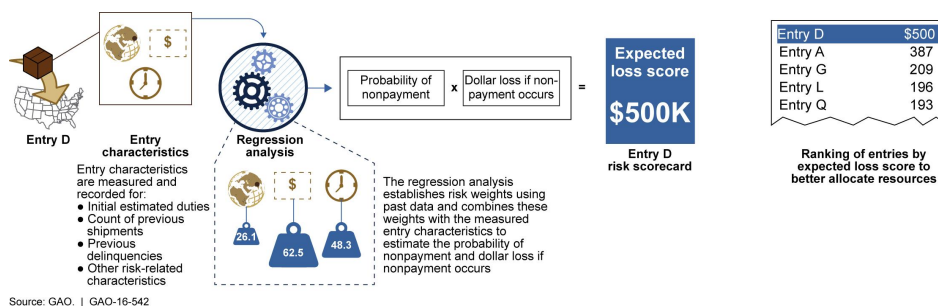 $
Entry D
Entry
characteristics
Entry characteristics
are measured and
recorded for:
● Initial estimated duties
● Count of previous
shipments
● Previous
delinquencies
● Other risk-related
characteristics
Regression
analysis
$
26.1
62.5
48.3
The regression analysis
establishes risk weights using
past data and combines these
weights with the measured
entry characteristics to
estimate the probability of
nonpayment and dollar loss if
nonpayment occurs
Probability of
nonpayment
x
Dollar loss if non-
payment occurs
=
Expected
loss score
$500K
Entry D
risk scorecard
Entry D $500
Entry A 387
Entry G 209
Entry L 196
Entry Q 193
Ranking of entries by
expected loss score to
better allocate resources
Source: GAO. | GAO-16-542